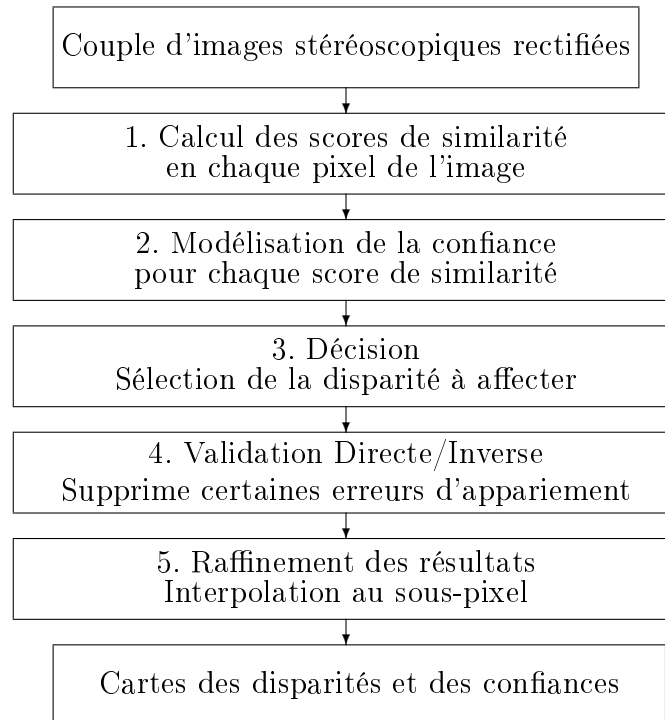 Couple d'images stéréoscopiques rectifiées
1. Calcul des scores de similarité
en chaque pixel de l'image
2. Modélisation de la confiance
pour chaque score de similarité
3. Décision
Sélection de la disparité à affecter
4. Validation Directe/Inverse
Supprime certaines erreurs d'appariement
5. Raffinement des résultats
Interpolation au sous-pixel
Cartes des disparités et des confiances